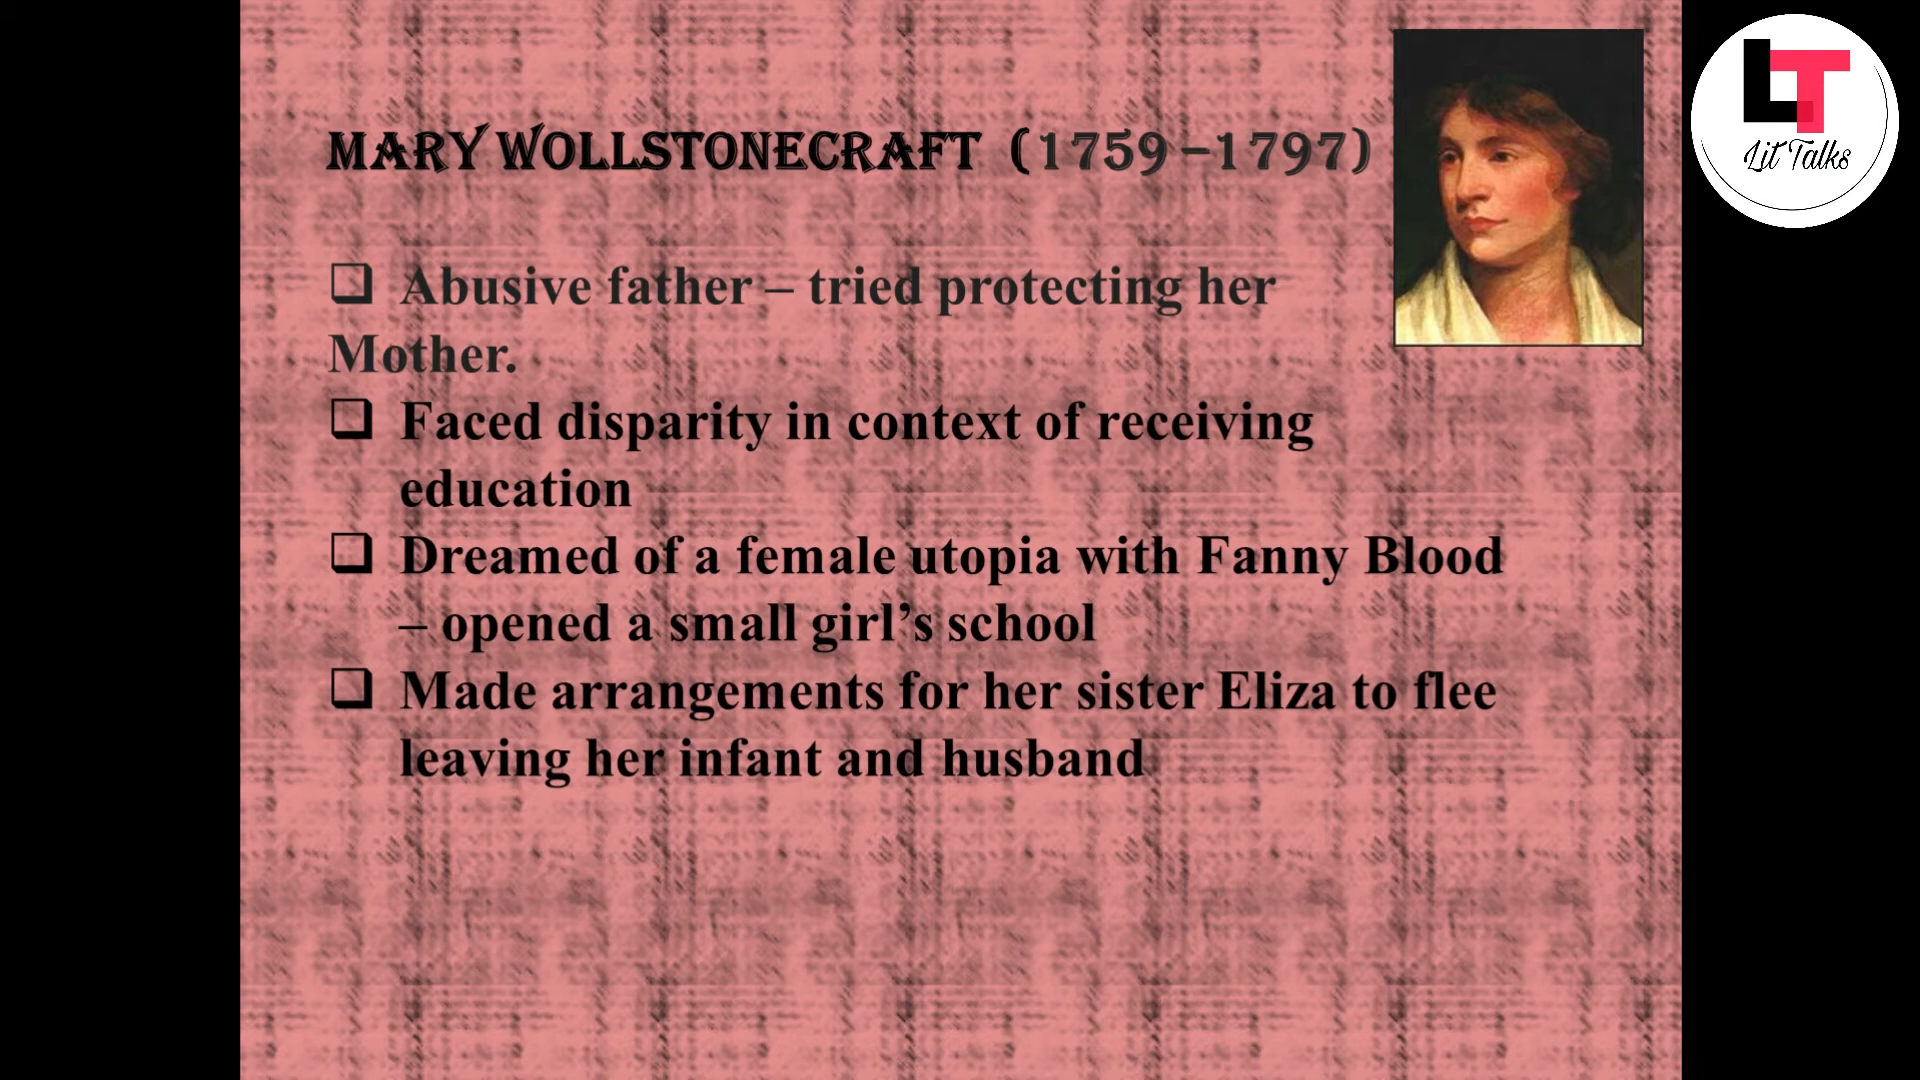 MARY WOLLSTONECRAFT (1759 –1797)
LT
Lit Talks
❑ Abusive father – tried protecting her
Mother.
❑ Faced disparity in context of receiving
education
❑ Dreamed of a female utopia with Fanny Blood
– opened a small girl’s school
❑ Made arrangements for her sister Eliza to flee
leaving her infant and husband